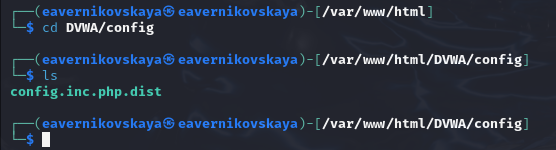 ┌──(eavernikovskaya㉿eavernikovskaya)-[/var/www/html]
└─$ cd DVWA/config
┌──(eavernikovskaya㉿eavernikovskaya)-[/var/www/html/DVWA/config]
└─$ ls
config.inc.php.dist
┌──(eavernikovskaya㉿eavernikovskaya)-[/var/www/html/DVWA/config]
└─$